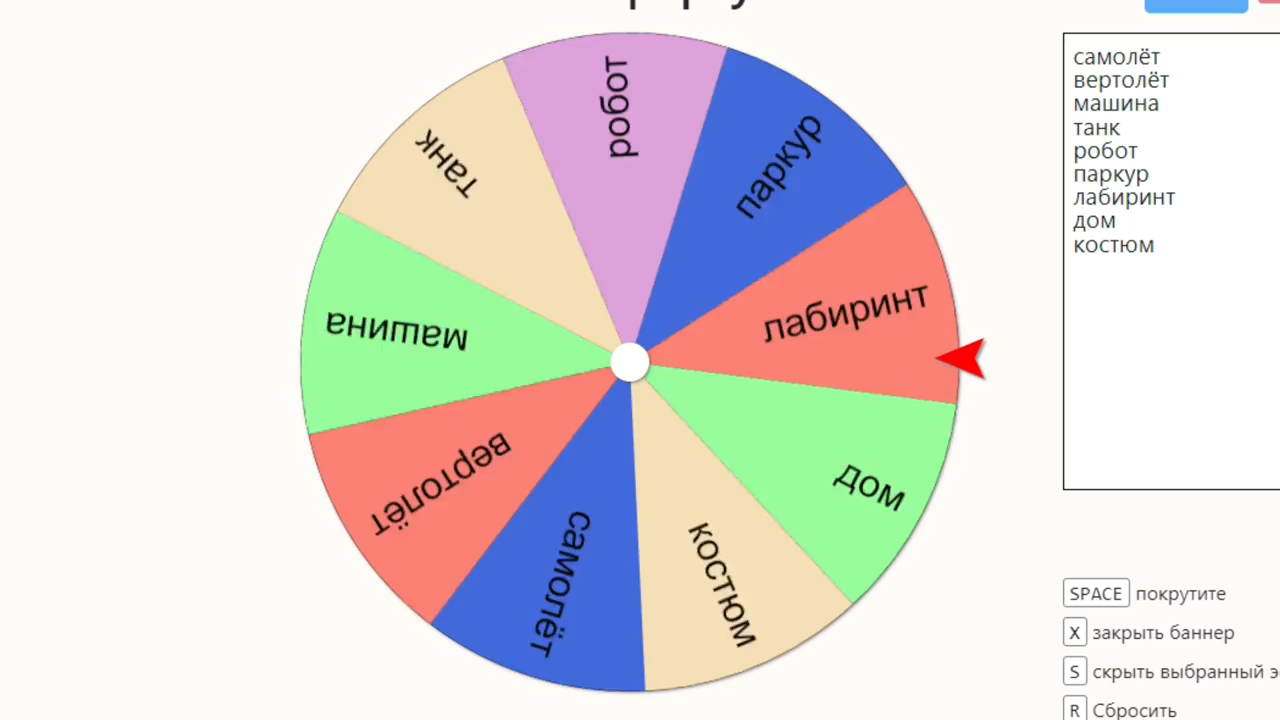 робот
паркур
танк
лабиринт
машина
дом
вертолёт
костюм
самолёт
самолёт
вертолёт
машина
танк
робот
паркур
лабиринт
дом
костюм
SPACE покрутите
X закрыть баннер
S скрыть выбранный
R Сбросить